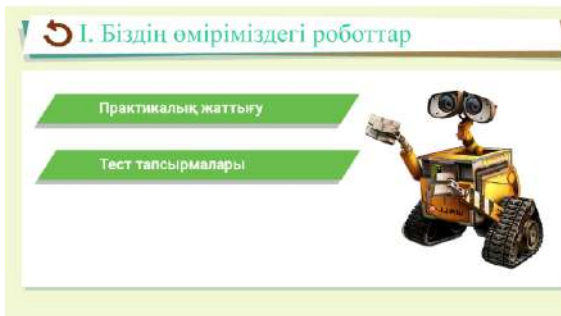 I. Біздің өміріміздегі роботтар
Практикалық жаттығу
Тест тапсырмалары